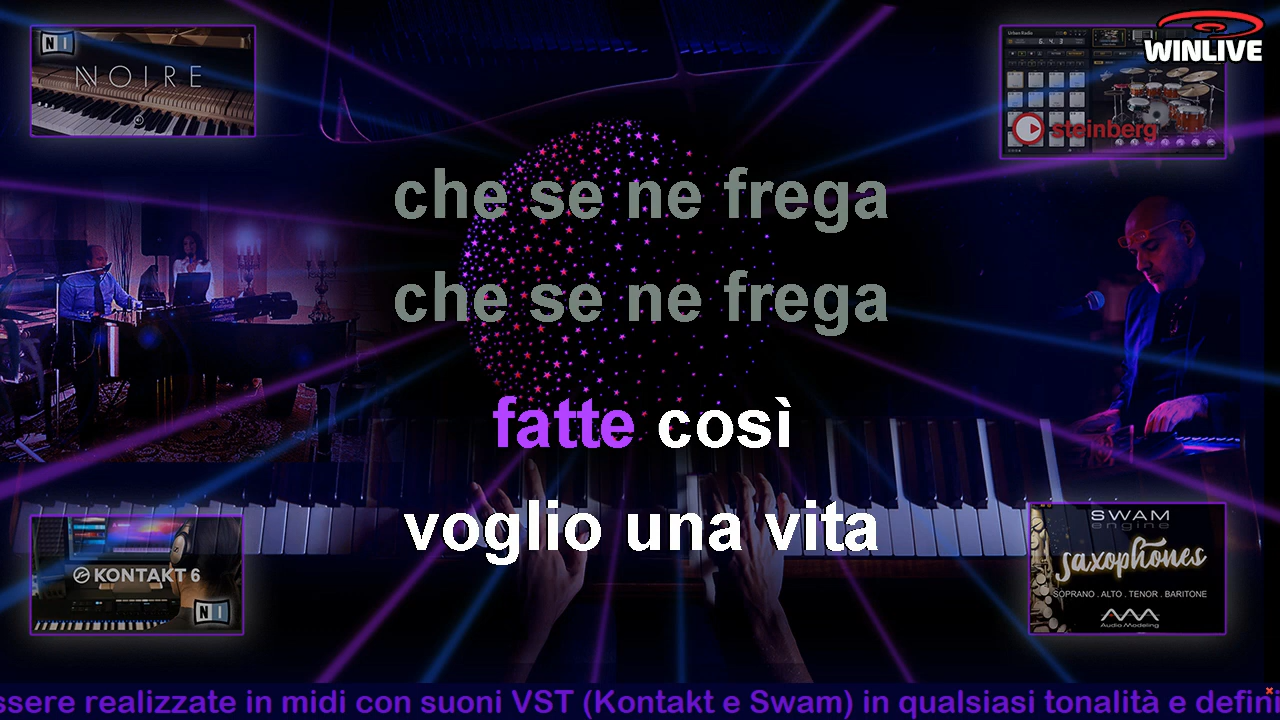 NI
NOIRE
WINLIVE
steinberg
che se ne frega
che se ne frega
fatte così
voglio una vita
KONTAKT 6
NI
SWAM
engine
saxophones
SOPRANO . ALTO . TENOR . BARITONE
Audio Modeling
ssere realizzate in midi con suoni VST (Kontakt e Swam) in qualsiasi tonalità e defini